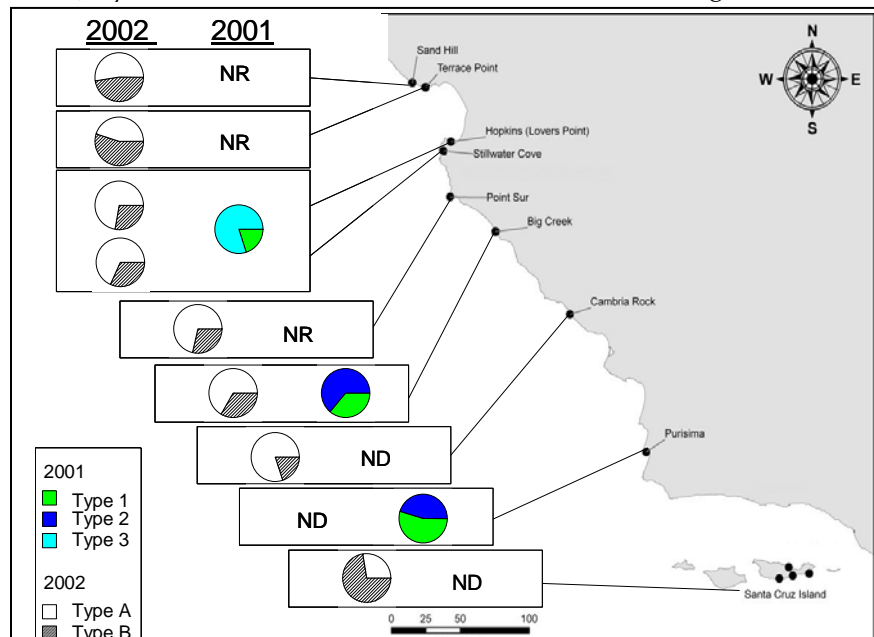 2002 2001
NR
NR
NR
ND
ND
ND
Sand Hill
Terrace Point
Hopkins (Lovers Point)
Stillwater Cove
Point Sur
Big Creek
Cambria Rock
Purisima
Santa Cruz Island
N
W E
S
2001
Type 1
Type 2
Type 3
2002
Type A
Type B
0 25 50 100